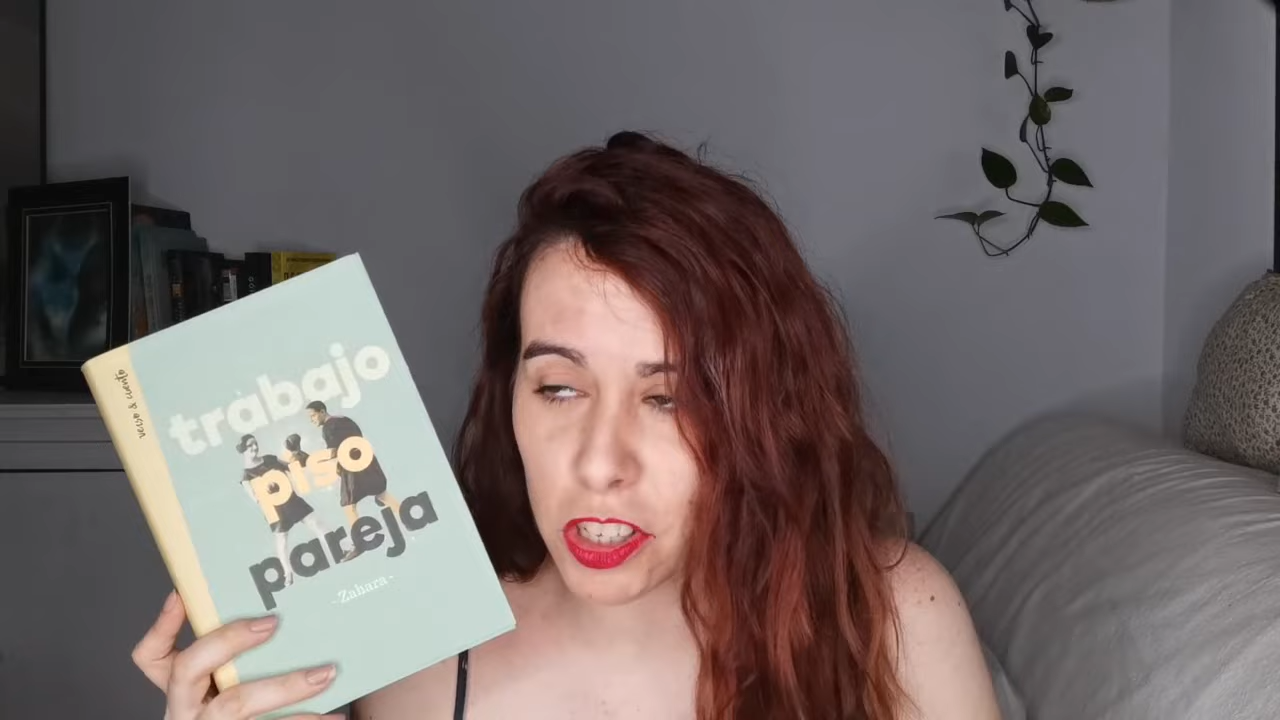 verso & cuento
trabajo
piso
pareja
-Zahara-